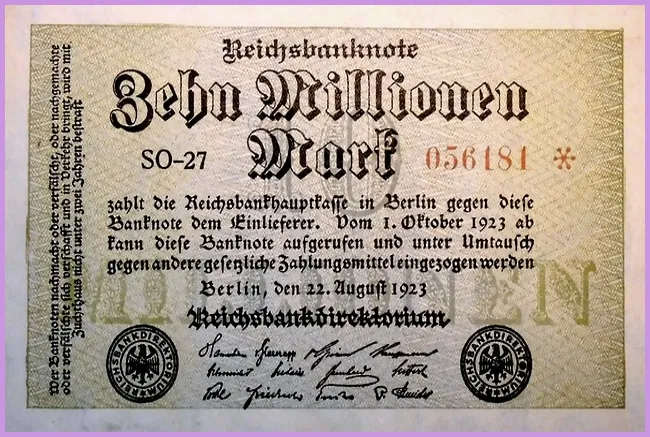 Reichsbanknote
Zehn Millionen
Mark
SO-27
056181 *
zahlt die Reichsbankhauptkasse in Berlin gegen diese
Banknote dem Einlieferer. Vom 1. Oktober 1923 ab
kann diese Banknote aufgerufen und unter Umtausch
gegen andere gesetzliche Zahlungsmittel eingezogen werden
Berlin, den 22. August 1923
Reichsbankdirektorium
REICHSBANKDIREKTORIUM
REICHSBANKDIREKTORIUM
Wer Banknoten nachmacht oder verfälscht, oder nachgemachte
oder verfälschte sich verschafft und in Verkehr bringt, wird mit
Zuchthaus nicht unter zwei Jahren bestraft
MILLIONEN